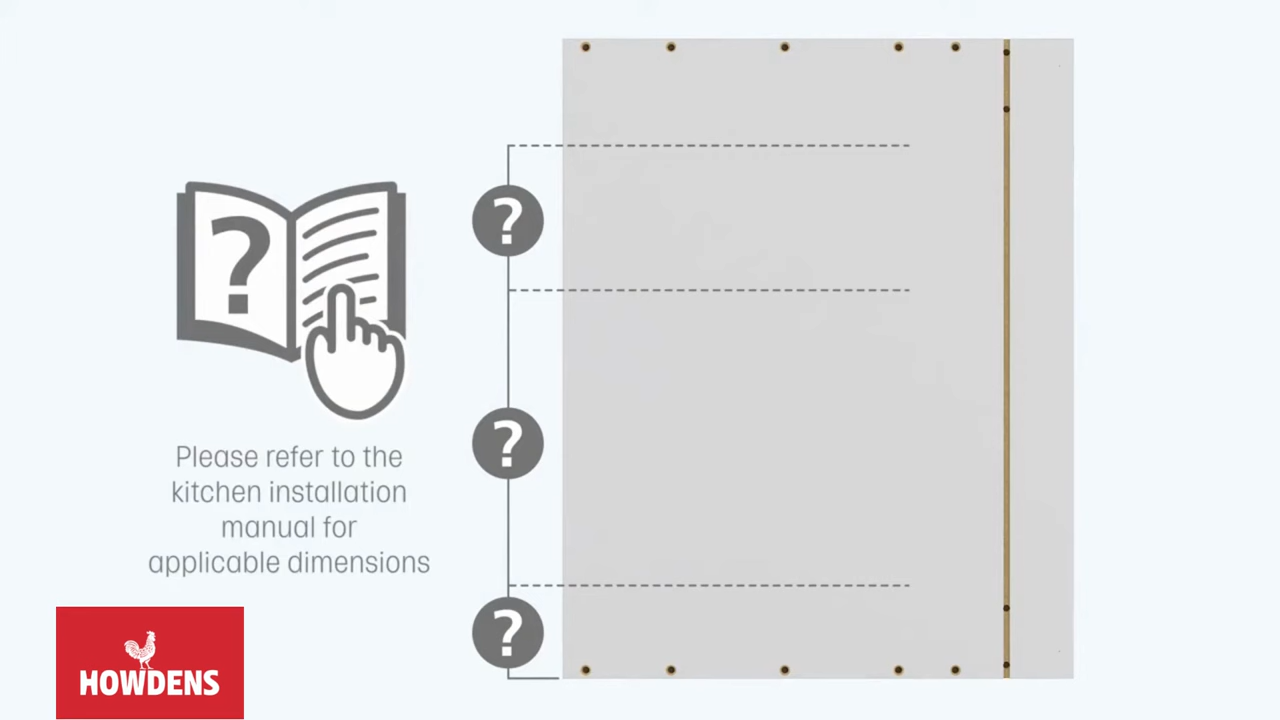 ?
?
?
?
Please refer to the
kitchen installation
manual for
applicable dimensions
HOWDENS